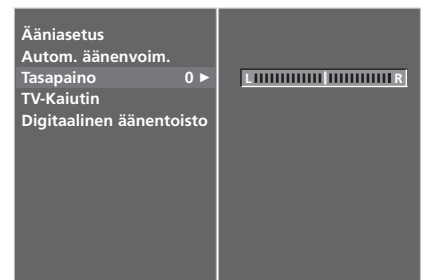 Ääniasetus
Autom. äänenvoim.
Tasapaino 0 ► L R
TV-Kaiutin
Digitaalinen äänentoisto